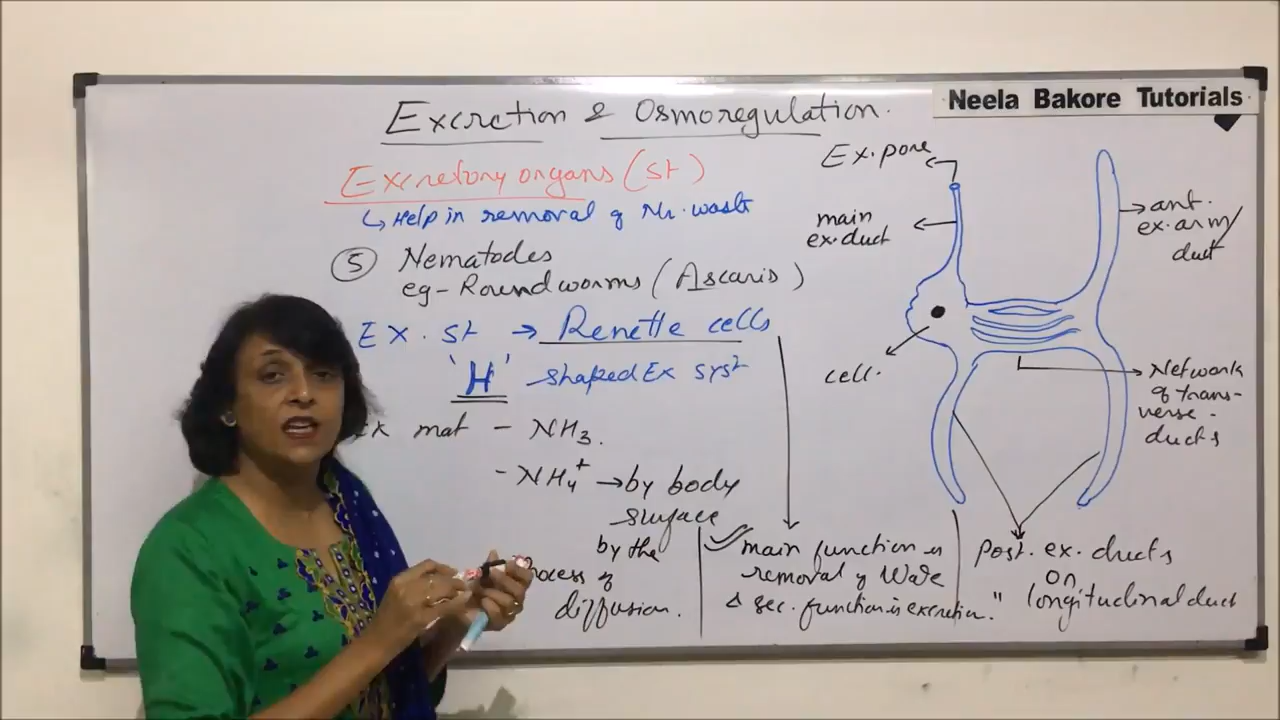 Neela Bakore Tutorials
Excretion & Osmoregulation.
Excretory organs (st)
↳ Help in removal of Nr. waste
⑤ Nematodes
eg - Roundworms (Ascaris)
Ex. st → Renette cells
'H' shaped Ex syst
mat - NH3.
- NH4+ → by body
surface
by the
process of
diffusion.
main function is
removal of Wate
& sec. function is excretion."
Ex. pore
main
ex. duct
cell.
ant.
ex. arm/
duct
Network
of trans-
verse -
ducts
post. ex. ducts
or
longitudinal duct